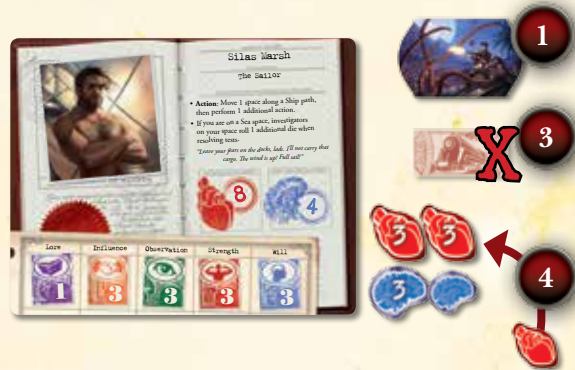 Silas Marsh
The Sailor
• Action: Move 1 space along a Ship path,
then perform 1 additional action.
• If you are on a Sea space, investigators
on your space roll 1 additional die when
resolving tests.
"Leave your fears on the docks, lads. I'll not carry that
cargo. The wind is up! Full sail!"
8
4
Lore Influence Observation Strength Will
1 3 3 3 3
1
X
3
3 3
3
4